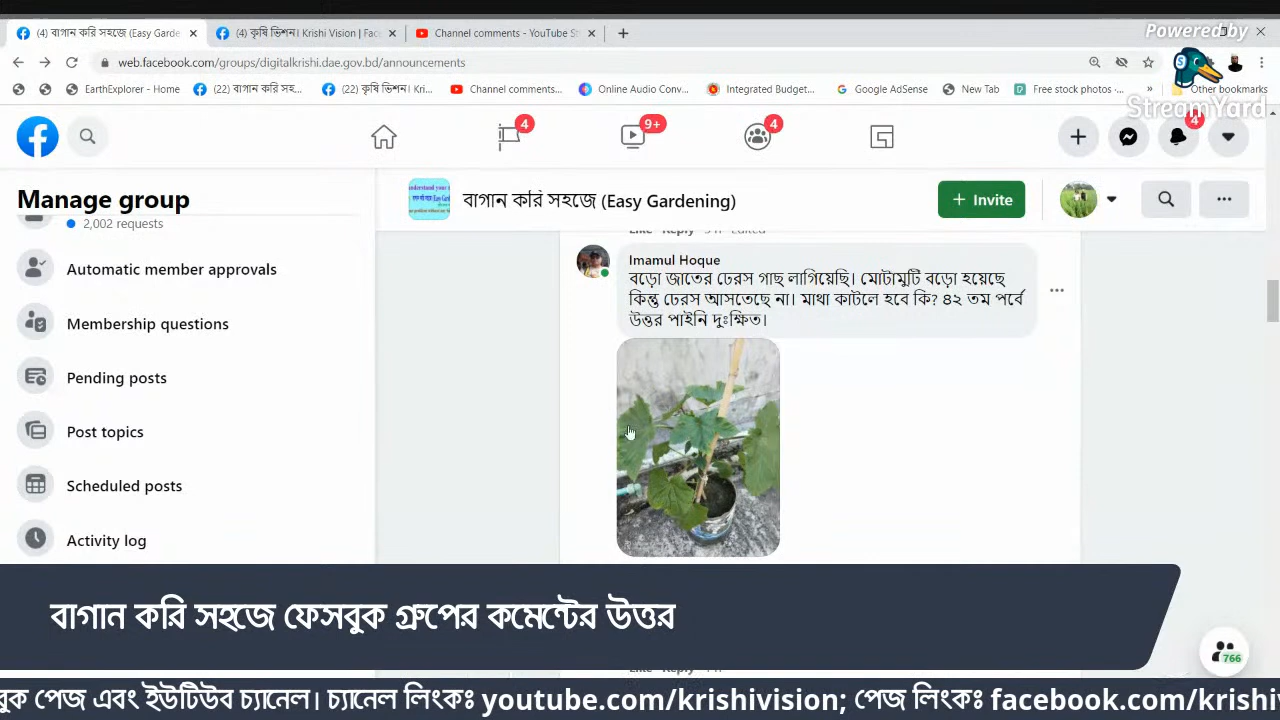 (4) বাগান করি সহজে (Easy Garde
(4) কৃষি ভিশন। Krishi Vision | Fac
Channel comments - YouTube St
Powered by
web.facebook.com/groups/digitalkrishi.dae.gov.bd/announcements
EarthExplorer - Home
(22) বাগান করি সহ...
(22) কৃষি ভিশন। Kri...
Channel comments...
Online Audio Conv...
Integrated Budget...
Google AdSense
New Tab
Free stock photos ·...
»
Other bookmarks
StreamYard
4
9+
4
4
Manage group
বাগান করি সহজে (Easy Gardening)
+ Invite
2,002 requests
Like · Reply · Edited
Automatic member approvals
Imamul Hoque
বড়ো জাতের ঢেরস গাছ লাগিয়েছি। মোটামুটি বড়ো হয়েছে
কিন্তু ঢেরস আসতেছে না। মাথা কাটলে হবে কি? ৪২ তম পর্বে
উত্তর পাইনি দুঃক্ষিত।
Membership questions
Pending posts
Post topics
Scheduled posts
Activity log
বাগান করি সহজে ফেসবুক গ্রুপের কমেন্টের উত্তর
766
Like · Reply
বুক পেজ এবং ইউটিউব চ্যানেল। চ্যানেল লিংকঃ youtube.com/krishivision; পেজ লিংকঃ facebook.com/krishi